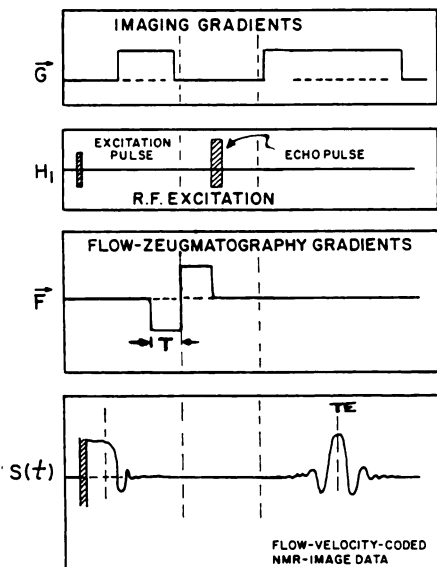 IMAGING GRADIENTS
G
EXCITATION
PULSE
ECHO PULSE
H1
R.F. EXCITATION
FLOW-ZEUGMATOGRAPHY GRADIENTS
F
T
TE
S(t)
FLOW-VELOCITY-CODED
NMR-IMAGE DATA